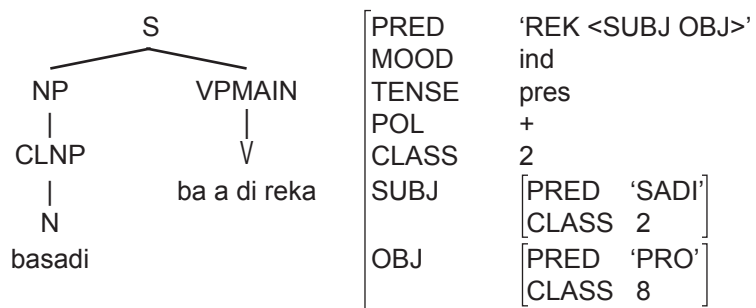 S
NP VPMAIN
CLNP V
N ba a di reka
basadi
PRED ‘REK <SUBJ OBJ>’
MOOD ind
TENSE pres
POL +
CLASS 2
SUBJ PRED ‘SADI’
CLASS 2
OBJ PRED ‘PRO’
CLASS 8